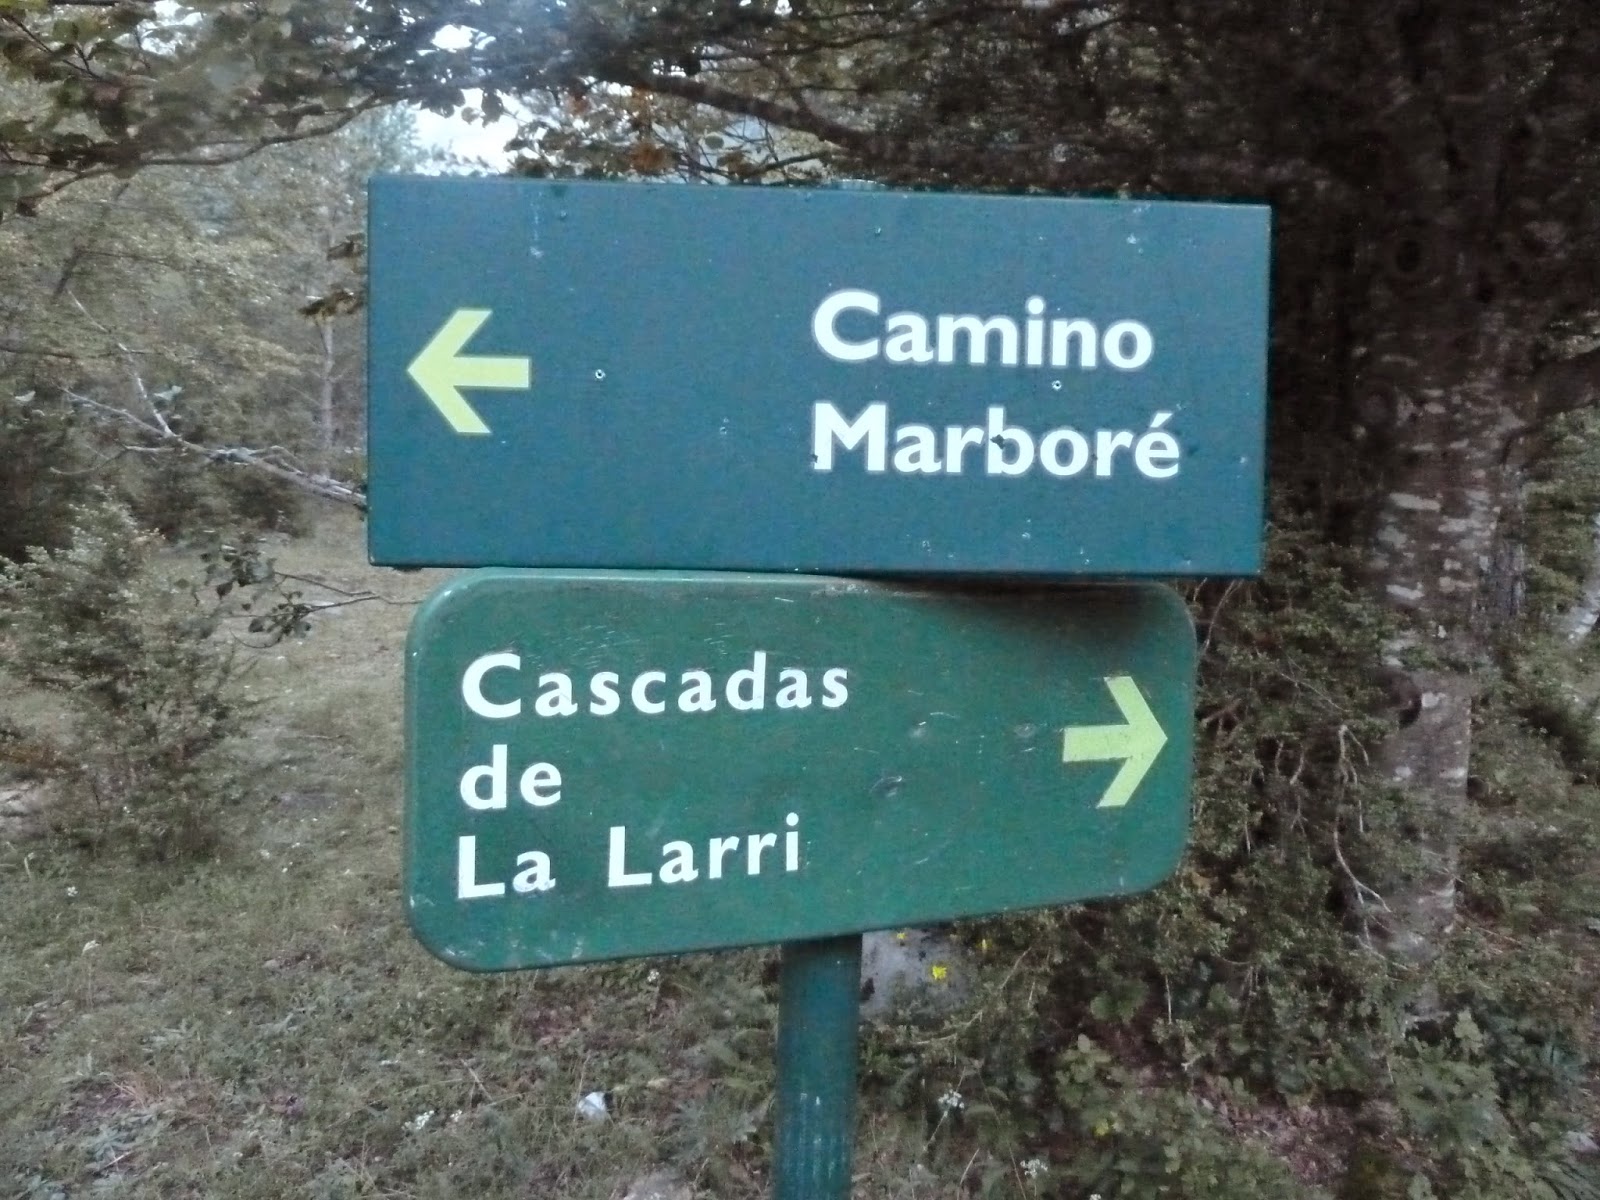 Camino
Marboré
Cascadas
de
La Larri